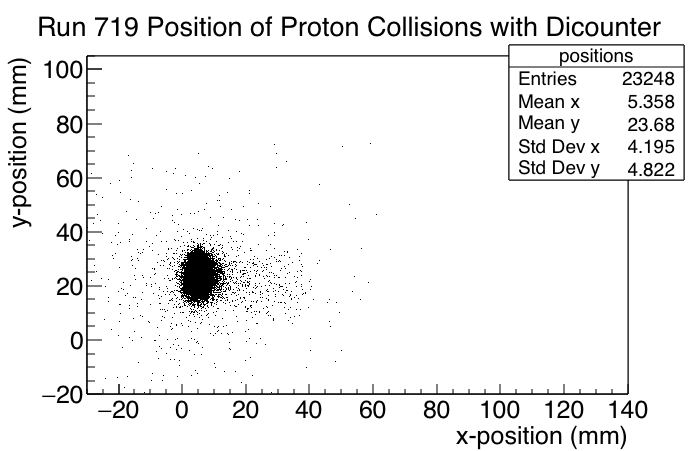 Run 719 Position of Proton Collisions with Dicounter
positions
Entries 23248
Mean x 5.358
Mean y 23.68
Std Dev x 4.195
Std Dev y 4.822
y-position (mm)
100
80
60
40
20
0
−20
−20 0 20 40 60 80 100 120 140
x-position (mm)